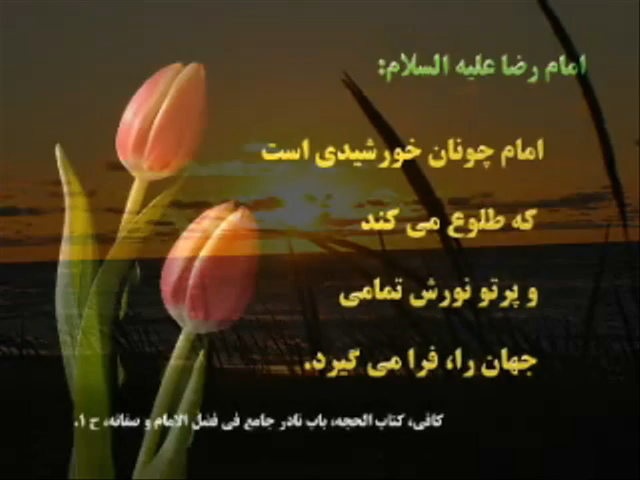 امام رضا علیه السلام:
امام چونان خورشیدی است
که طلوع می کند
و پرتو نورش تمامی
جهان را، فرا می گیرد.
کافی، کتاب الحجه، باب نادر جامع فی فضل الامام و صفاته، ح 1.